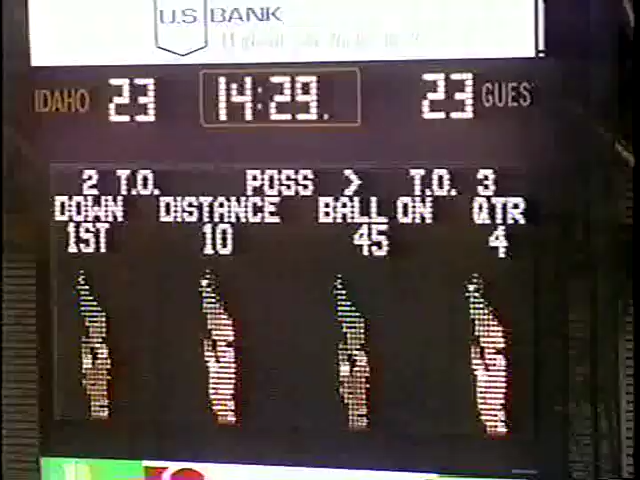 U.S. BANK
IDAHO 23 14:29 23 GUES
2 T.O. POSS > T.O. 3
DOWN DISTANCE BALL ON QTR
1ST 10 45 4